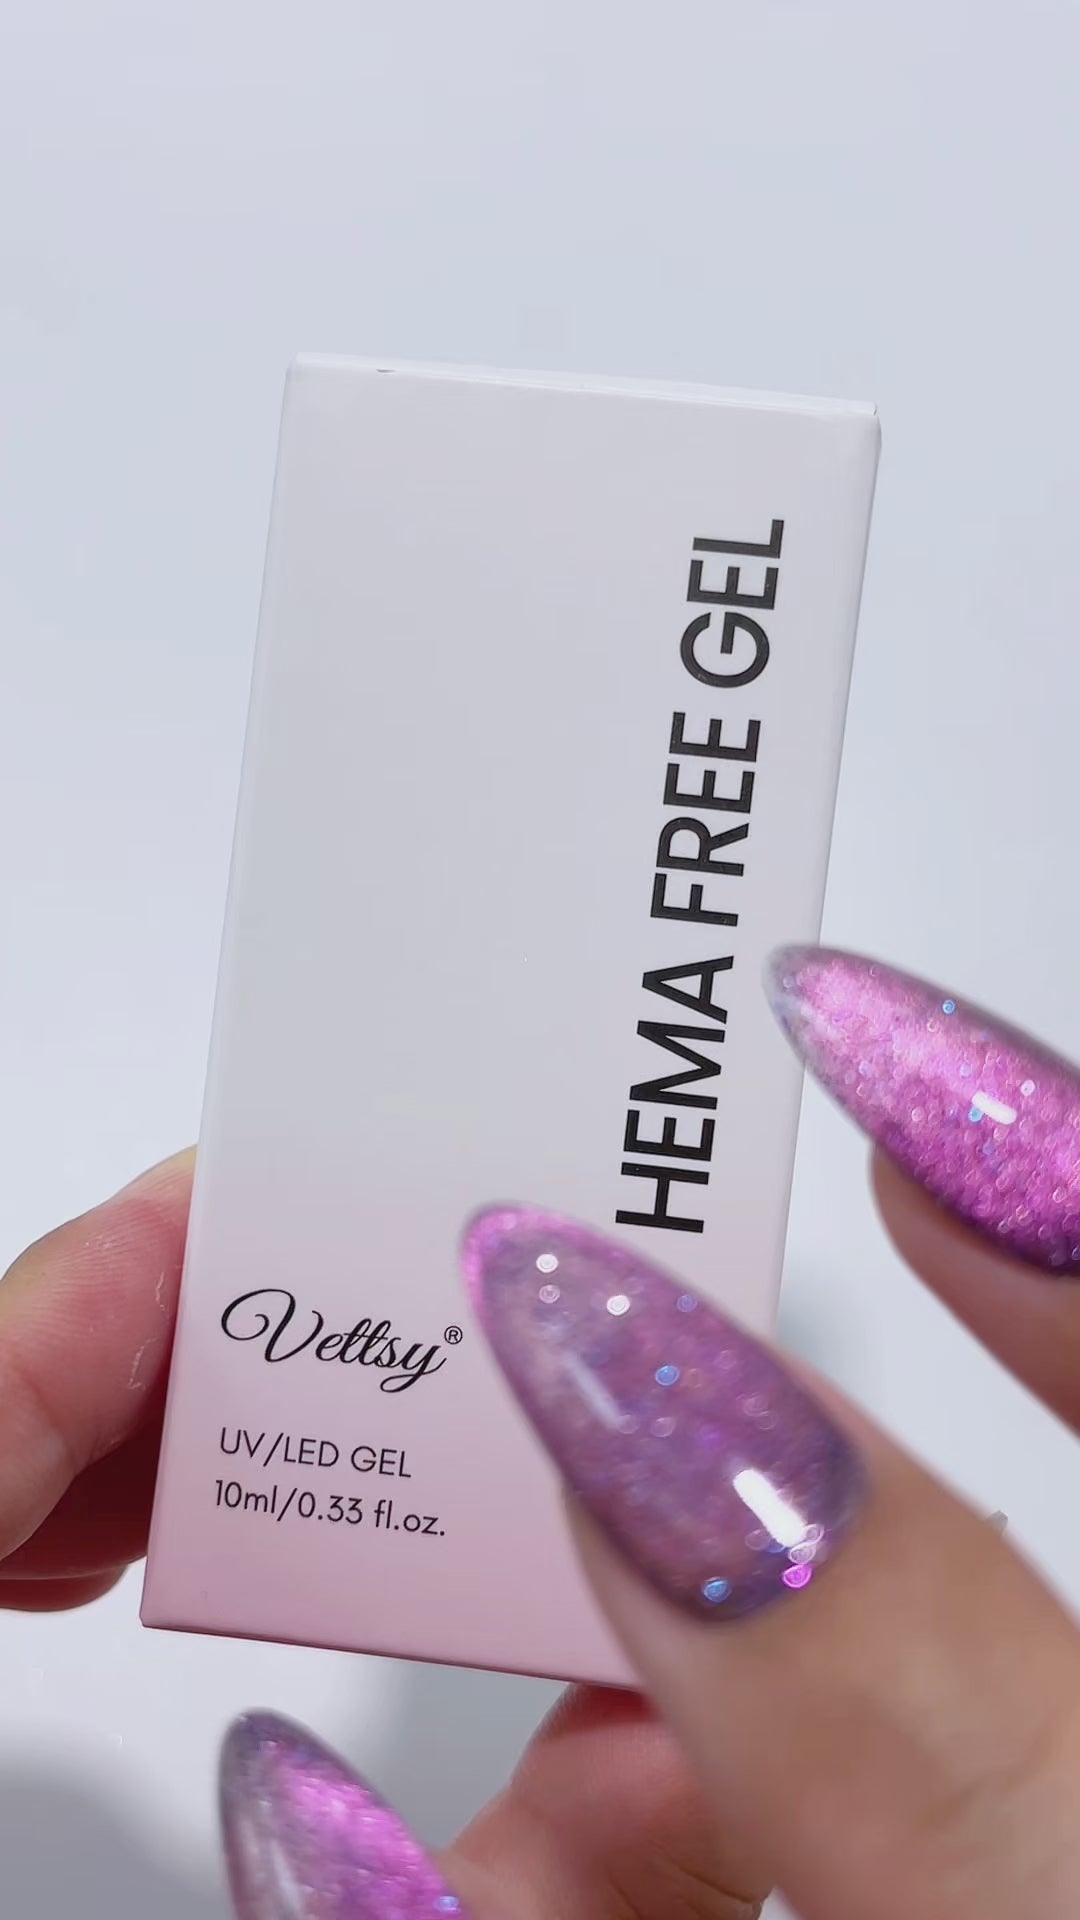 HEMA FREE GEL
Vettsy®
UV/LED GEL
10ml/0.33 fl.oz.